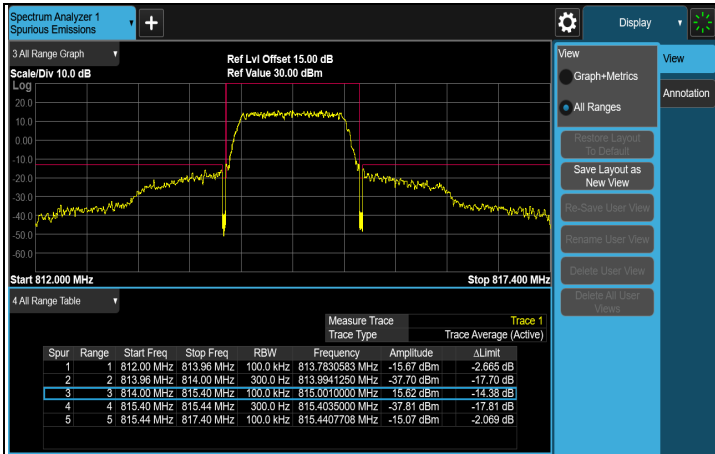 Spectrum Analyzer 1
Spurious Emissions
+
Display
3 All Range Graph
Ref Lvl Offset 15.00 dB
Scale/Div 10.0 dB
Ref Value 30.00 dBm
Log
20.0
10.0
0.00
-10.0
-20.0
-30.0
-40.0
-50.0
-60.0
Start 812.000 MHz
Stop 817.400 MHz
4 All Range Table
Measure Trace Trace 1
Trace Type Trace Average (Active)
Spur Range Start Freq Stop Freq RBW Frequency Amplitude ΔLimit
1 1 812.00 MHz 813.96 MHz 100.0 kHz 813.7830583 MHz -15.67 dBm -2.665 dB
2 2 813.96 MHz 814.00 MHz 300.0 Hz 813.9941250 MHz -37.70 dBm -17.70 dB
3 3 814.00 MHz 815.40 MHz 100.0 kHz 815.0010000 MHz 15.62 dBm -14.38 dB
4 4 815.40 MHz 815.44 MHz 300.0 Hz 815.4035000 MHz -37.81 dBm -17.81 dB
5 5 815.44 MHz 817.40 MHz 100.0 kHz 815.4407708 MHz -15.07 dBm -2.069 dB
View
Graph+Metrics
All Ranges
Restore Layout
To Default
Save Layout as
New View
Re-Save User View
Rename User View
Delete User View
Delete All User
Views
View
Annotation